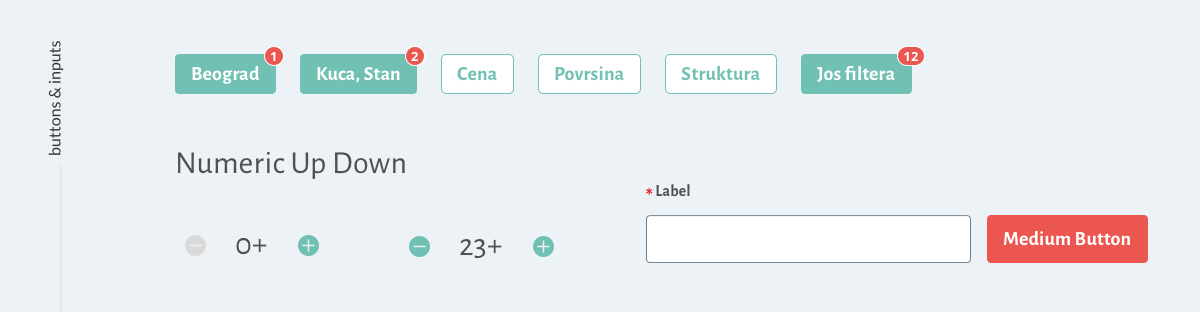 buttons & inputs
Beograd 1
Kuca, Stan 2
Cena
Povrsina
Struktura
Jos filtera 12
Numeric Up Down
* Label
0+
23+
Medium Button